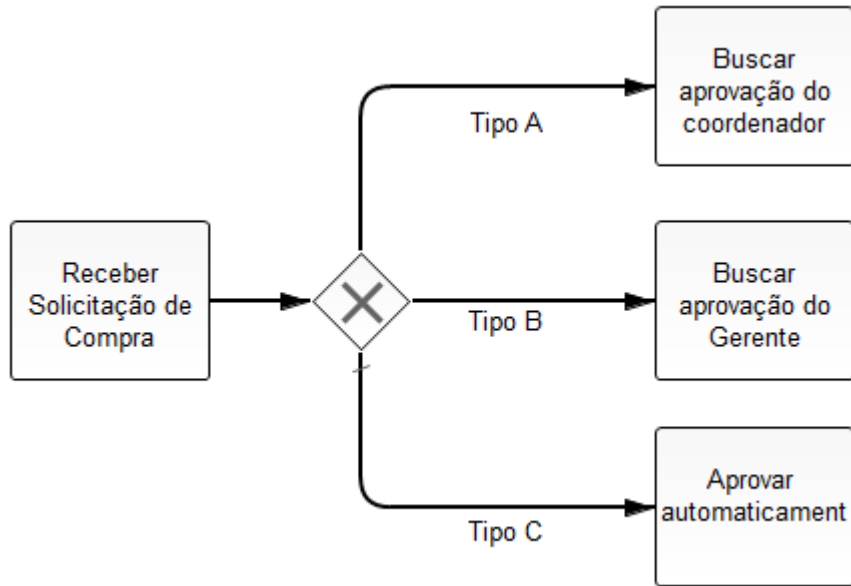 Receber
Solicitação de
Compra
Tipo A
Buscar
aprovação do
coordenador
Tipo B
Buscar
aprovação do
Gerente
Tipo C
Aprovar
automaticament